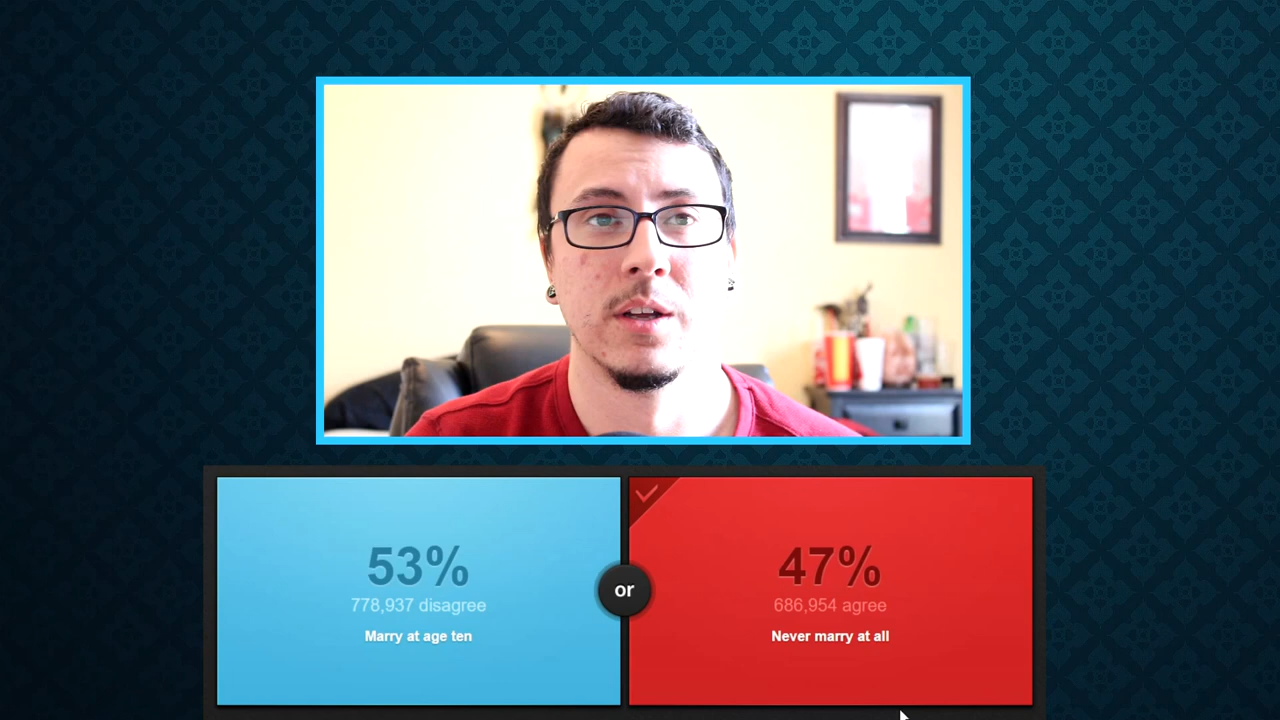 53%
778,937 disagree
Marry at age ten
or
47%
686,954 agree
Never marry at all